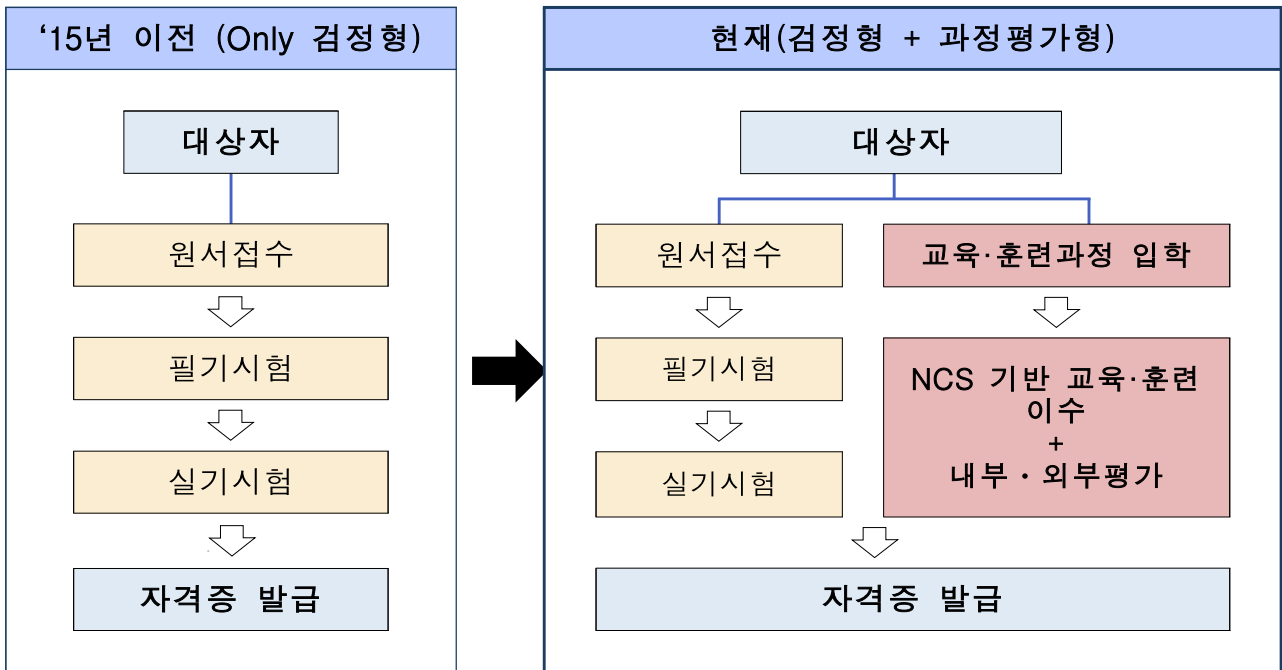 ‘15년 이전 (Only 검정형)
대상자
원서접수
필기시험
실기시험
자격증 발급
현재(검정형 + 과정평가형)
대상자
원서접수
필기시험
실기시험
교육·훈련과정 입학
NCS 기반 교육·훈련
이수
+
내부·외부평가
자격증 발급